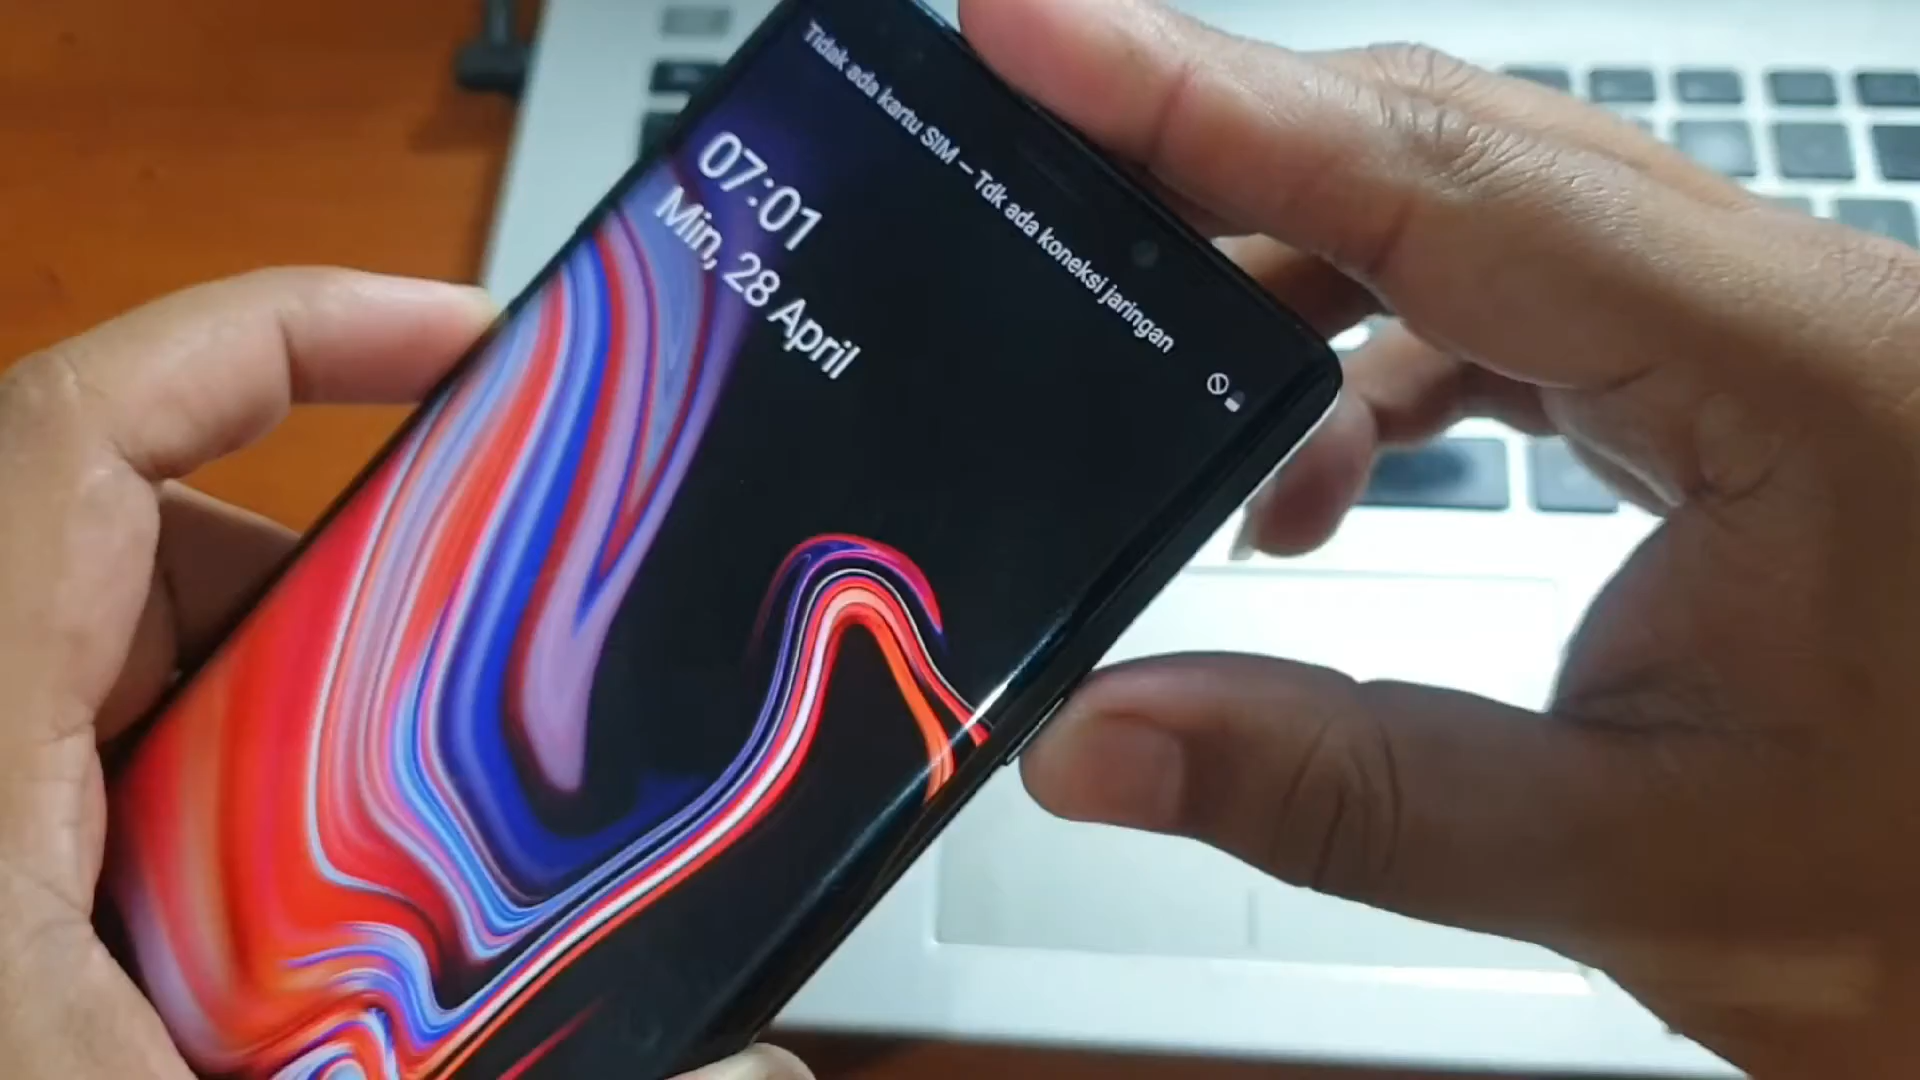 Tidak ada kartu SIM – Tdk ada koneksi jaringan
07:01
Min, 28 April